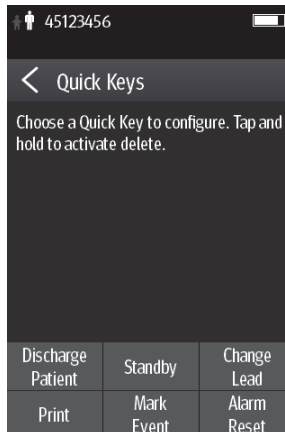 45123456
Quick Keys
Choose a Quick Key to configure. Tap and
hold to activate delete.
Discharge
Patient
Standby
Change
Lead
Print
Mark
Event
Alarm
Reset